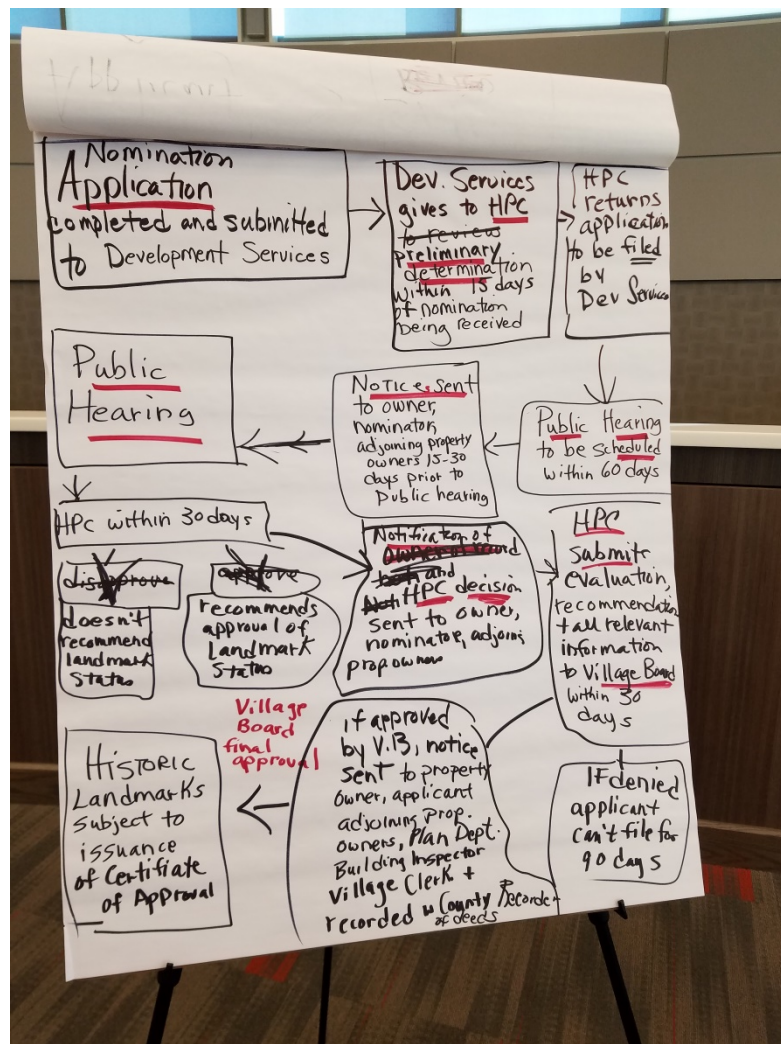 Nomination
Application
completed and submitted
to Development Services
Dev. Services
gives to HPC
to review
preliminary
determination
within 15 days
of nomination
being received
HPC
returns
application
to be filed
by
Dev Services
Public Hearing
to be scheduled
within 60 days
Notice sent
to owner,
nominator,
adjoining property
owners 15-30
days prior to
Public hearing
Public
Hearing
HPC within 30 days
disapprove
doesn't
recommend
landmark
Status
approve
recommends
approval of
Landmark
Status
Notification of
owner of record
both and
Noti HPC decision
sent to owner,
nominator, adjoing
prop owners
HPC
submits
evaluation,
recommendation
+ all relevant
information
to Village Board
within 30
days
IF denied
applicant
can't file for
90 days
Village
Board
final
approval
if approved
by V.B, notice
sent to property
owner, applicant
adjoining prop.
owners, Plan Dept.
Building Inspector
Village Clerk +
recorded w County Recorder
of deeds
HISTORIC
Landmarks
subject to
issuance
of Certificate
of Approval